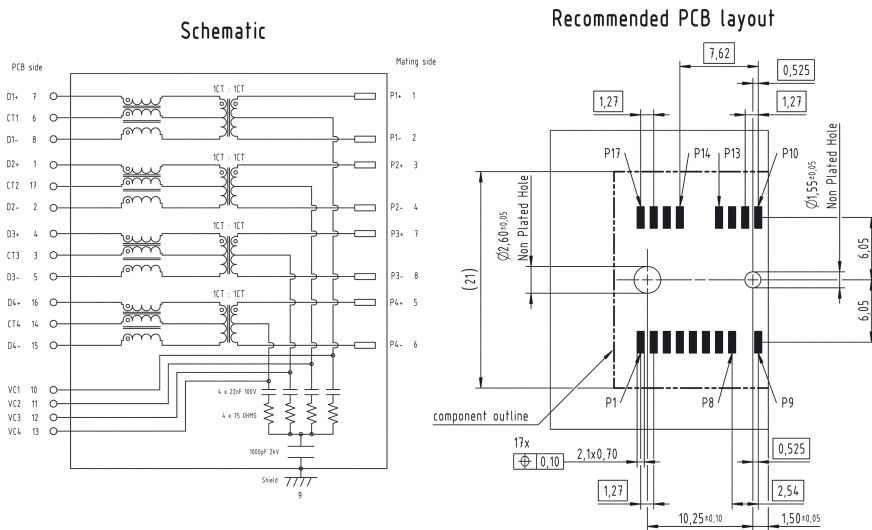 Schematic
PCB side
Mating side
D1+ 7
1CT : 1CT
P1+ 1
CT1 6
D1- 8
P1- 2
D2+ 1
1CT : 1CT
P2+ 3
CT2 17
D2- 2
P2- 4
D3+ 4
1CT : 1CT
P3+ 7
CT3 3
D3- 5
P3- 8
D4+ 16
1CT : 1CT
P4+ 5
CT4 14
D4- 15
P4- 6
VC1 10
VC2 11
VC3 12
VC4 13
4 x 22nF 100V
4 x 75 OHMS
1000pF 2kV
Shield
9
Recommended PCB layout
7,62
0,525
1,27
1,27
P17
P14
P13
P10
Ø2,60±0,05
Non Plated Hole
Ø1,55±0,05
Non Plated Hole
(21)
6,05
6,05
component outline
P1
P8
P9
17x
⌖ 0,10
2,1x0,70
0,525
1,27
2,54
10,25±0,10
1,50±0,05